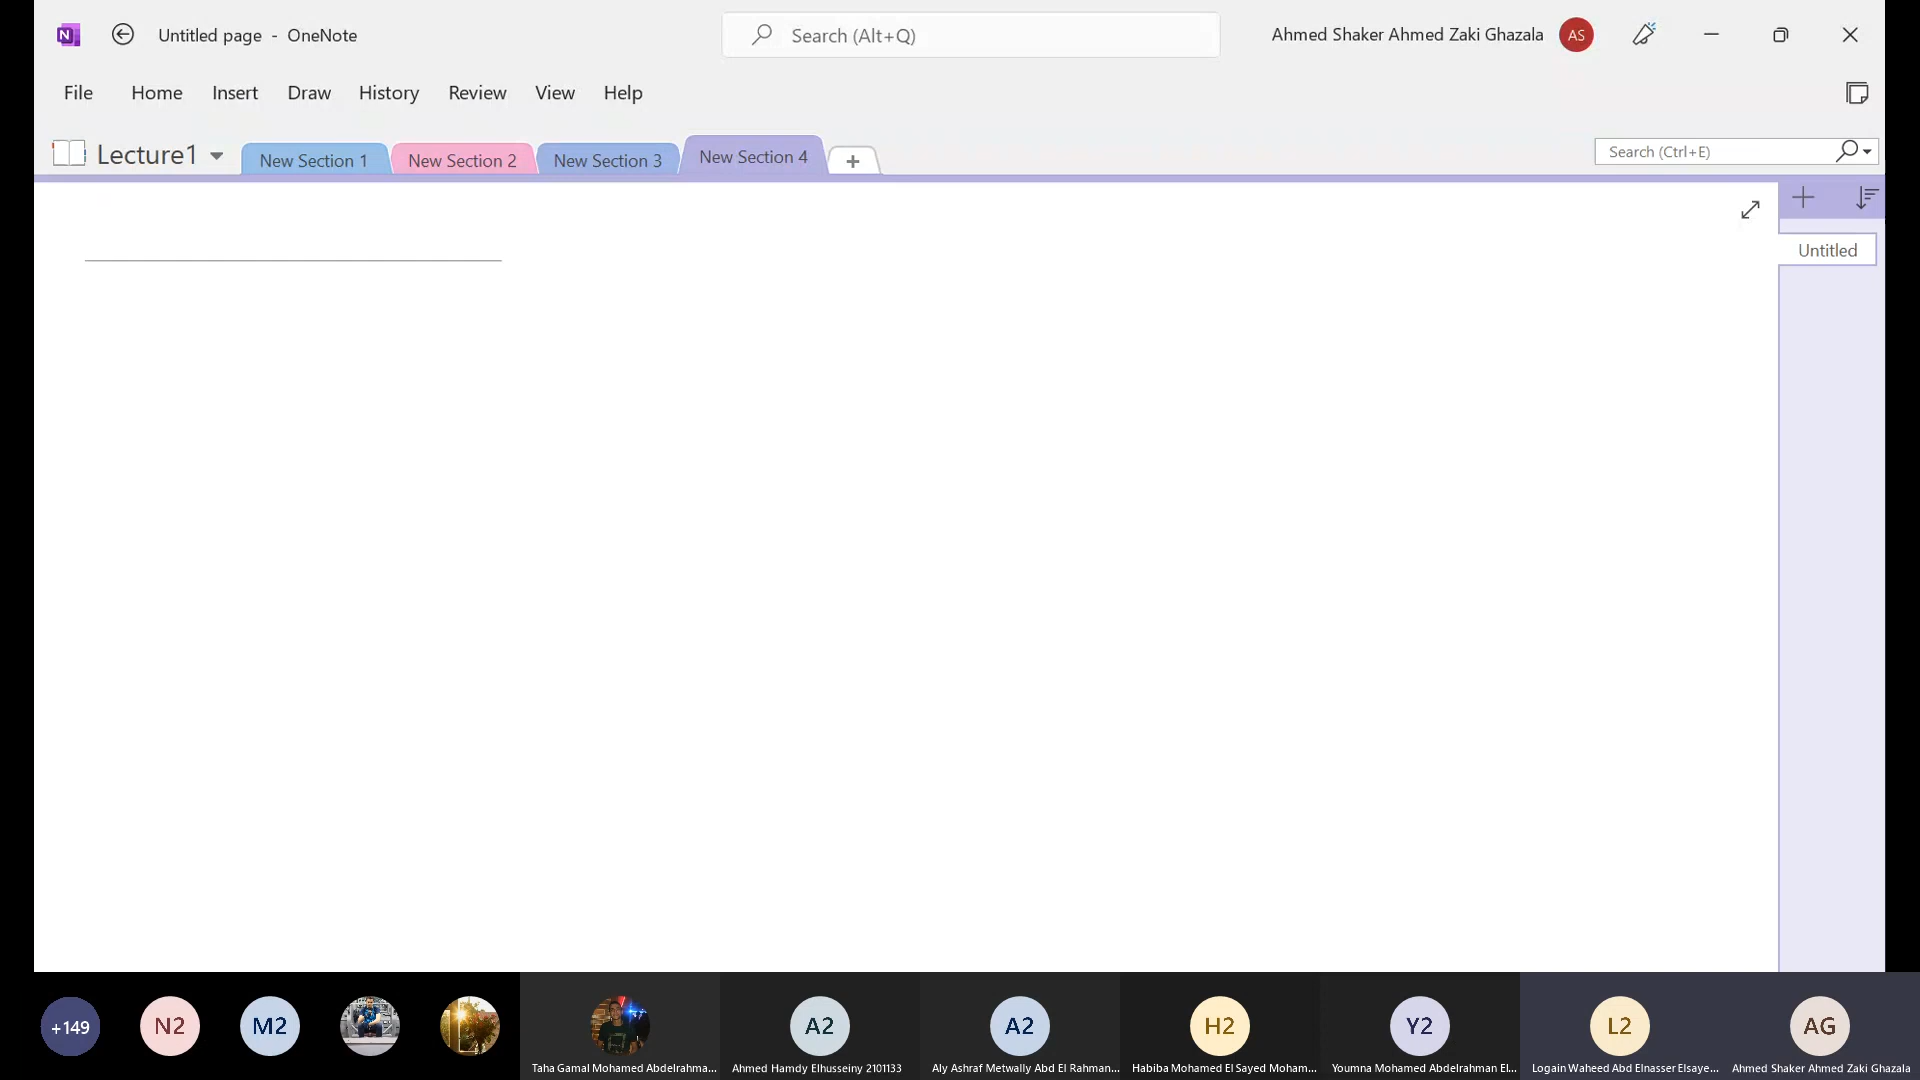 Untitled page - OneNote
Search (Alt+Q)
Ahmed Shaker Ahmed Zaki Ghazala
AS
File Home Insert Draw History Review View Help
Lecture1
New Section 1
New Section 2
New Section 3
New Section 4
+
Search (Ctrl+E)
Untitled
+149
N2
M2
Taha Gamal Mohamed Abdelrahma...
A2
Ahmed Hamdy Elhusseiny 2101133
A2
Aly Ashraf Metwally Abd El Rahman...
H2
Habiba Mohamed El Sayed Moham...
Y2
Youmna Mohamed Abdelrahman El...
L2
Logain Waheed Abd Elnasser Elsaye...
AG
Ahmed Shaker Ahmed Zaki Ghazala